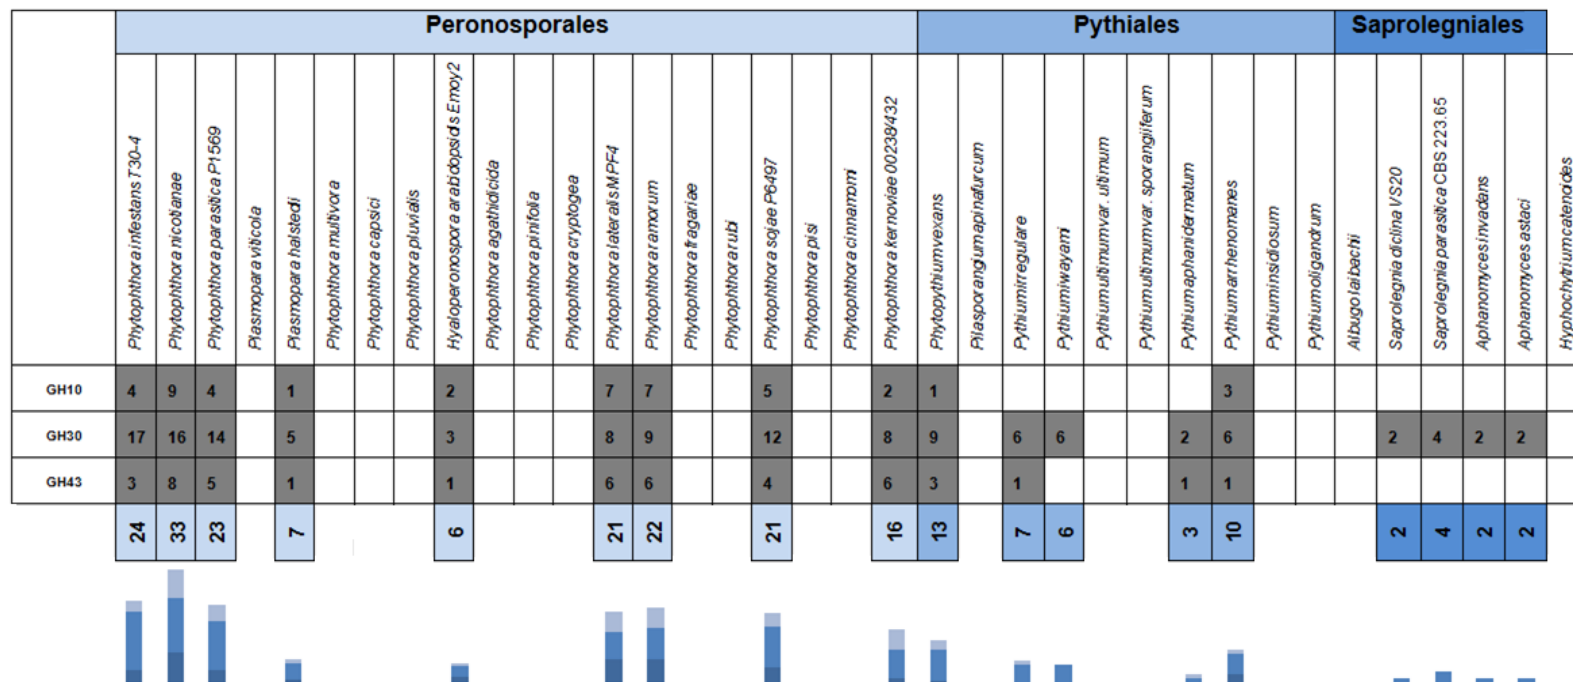 Peronosporales Pythiales Saprolegniales
Phytophthora infestans T30-4
Phytophthora nicotianae
Phytophthora parasitica P1569
Plasmopara viticola
Plasmopara halstedii
Phytophthora multivora
Phytophthora capsici
Phytophthora pluvialis
Hyaloperonospora arabidopsidis Emoy2
Phytophthora agathidicida
Phytophthora pinifolia
Phytophthora cryptogea
Phytophthora lateralis MPF4
Phytophthora ramorum
Phytophthora fragariae
Phytophthora rubi
Phytophthora sojae P6497
Phytophthora pisi
Phytophthora cinnamomi
Phytophthora kernoviae 00238/432
Phytopythium vexans
Pilasporangium apinafurcum
Pythium irregulare
Pythium iwayami
Pythium ultimum var. ultimum
Pythium ultimum var. sporangiiferum
Pythium aphanidermatum
Pythium arrhenomanes
Pythium insidiosum
Pythium oligandrum
Albugo laibachii
Saprolegnia diclina VS20
Saprolegnia parasitica CBS 223.65
Aphanomyces invadans
Aphanomyces astaci
Hyphochytrium catenoides
GH10 4 9 4 1 2 7 7 5 2 1 3
GH30 17 16 14 5 3 8 9 12 8 9 6 6 2 6 2 4 2 2
GH43 3 8 5 1 1 6 6 4 6 3 1 1 1
24 33 23 7 6 21 22 21 16 13 7 6 3 10 2 4 2 2